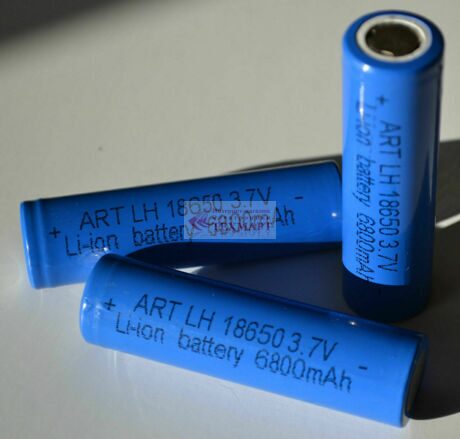 ART LH 18650 3.7V
+ Li-ion battery 6800mAh -
ART LH 18650 3.7V
+ Li-ion battery 6800mAh -
ART LH 18650 3.7V
+ Li-ion battery 6800mAh -